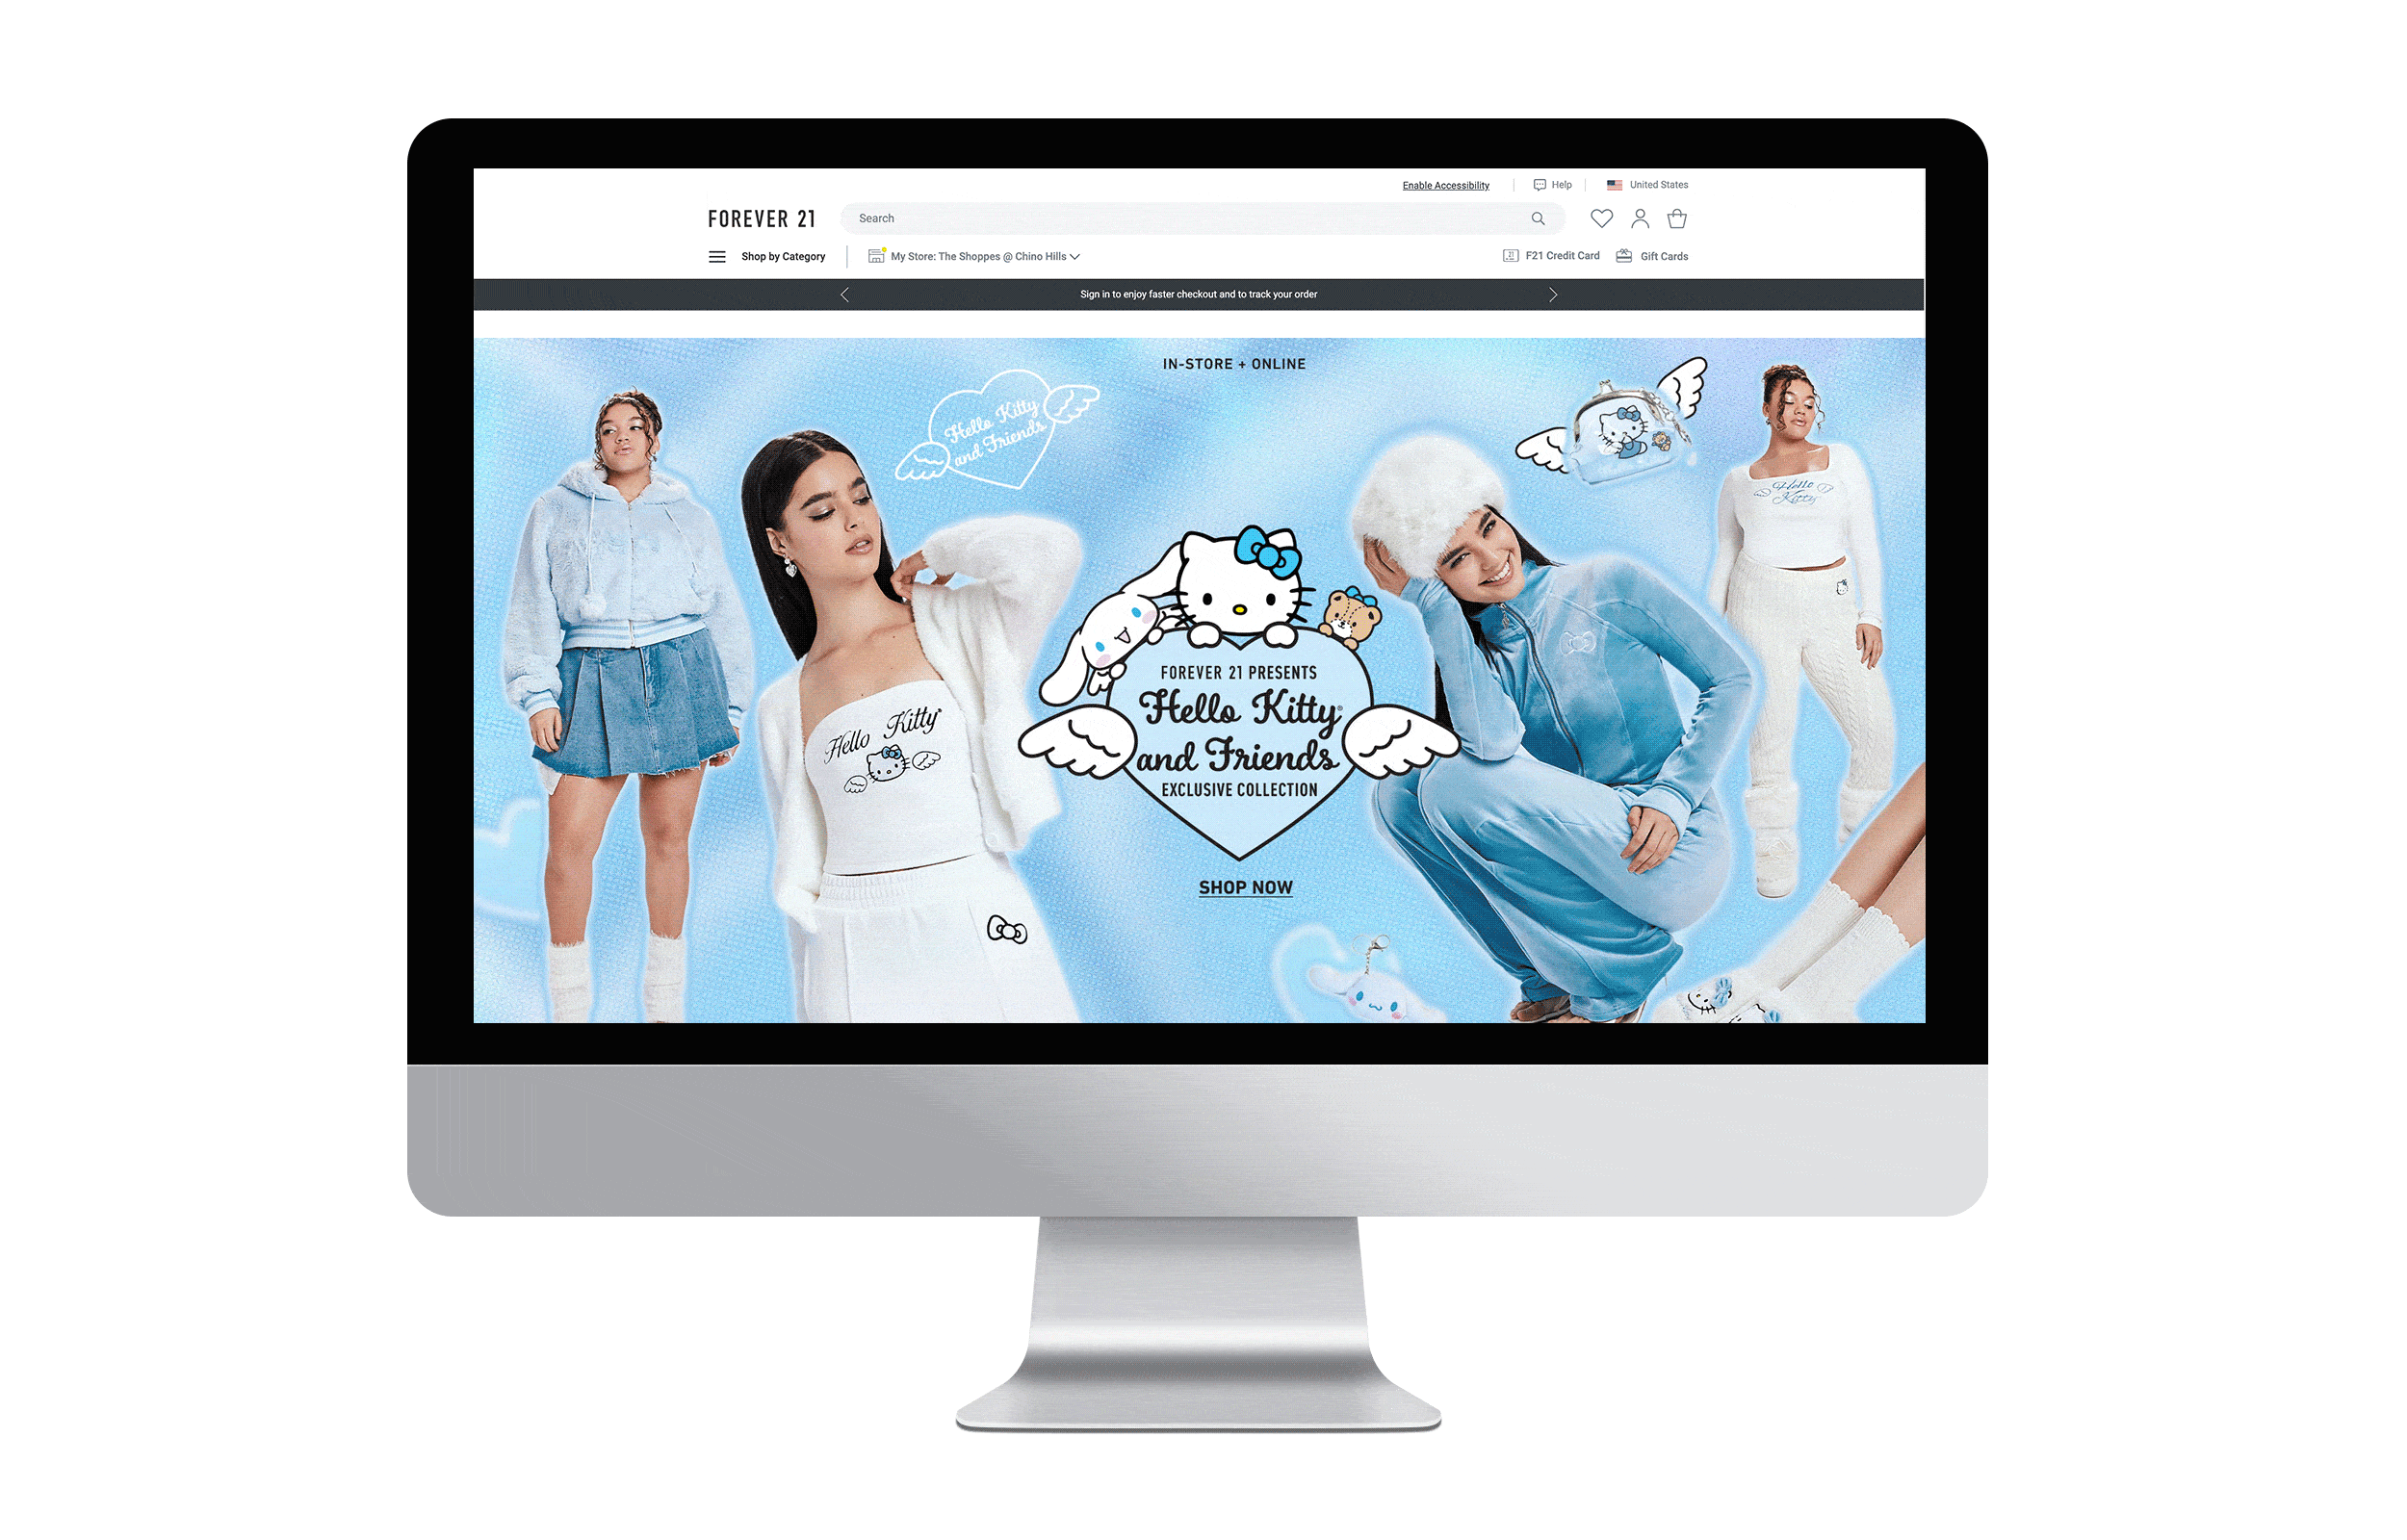 Enable Accessibility
Help
United States
FOREVER 21
Search
Shop by Category
My Store: The Shoppes @ Chino Hills
21
F21 Credit Card
Gift Cards
Sign in to enjoy faster checkout and to track your order
IN-STORE + ONLINE
Hello Kitty
and Friends
Hello
Kitty
Hello Kitty
FOREVER 21 PRESENTS
Hello Kitty®
and Friends
EXCLUSIVE COLLECTION
SHOP NOW